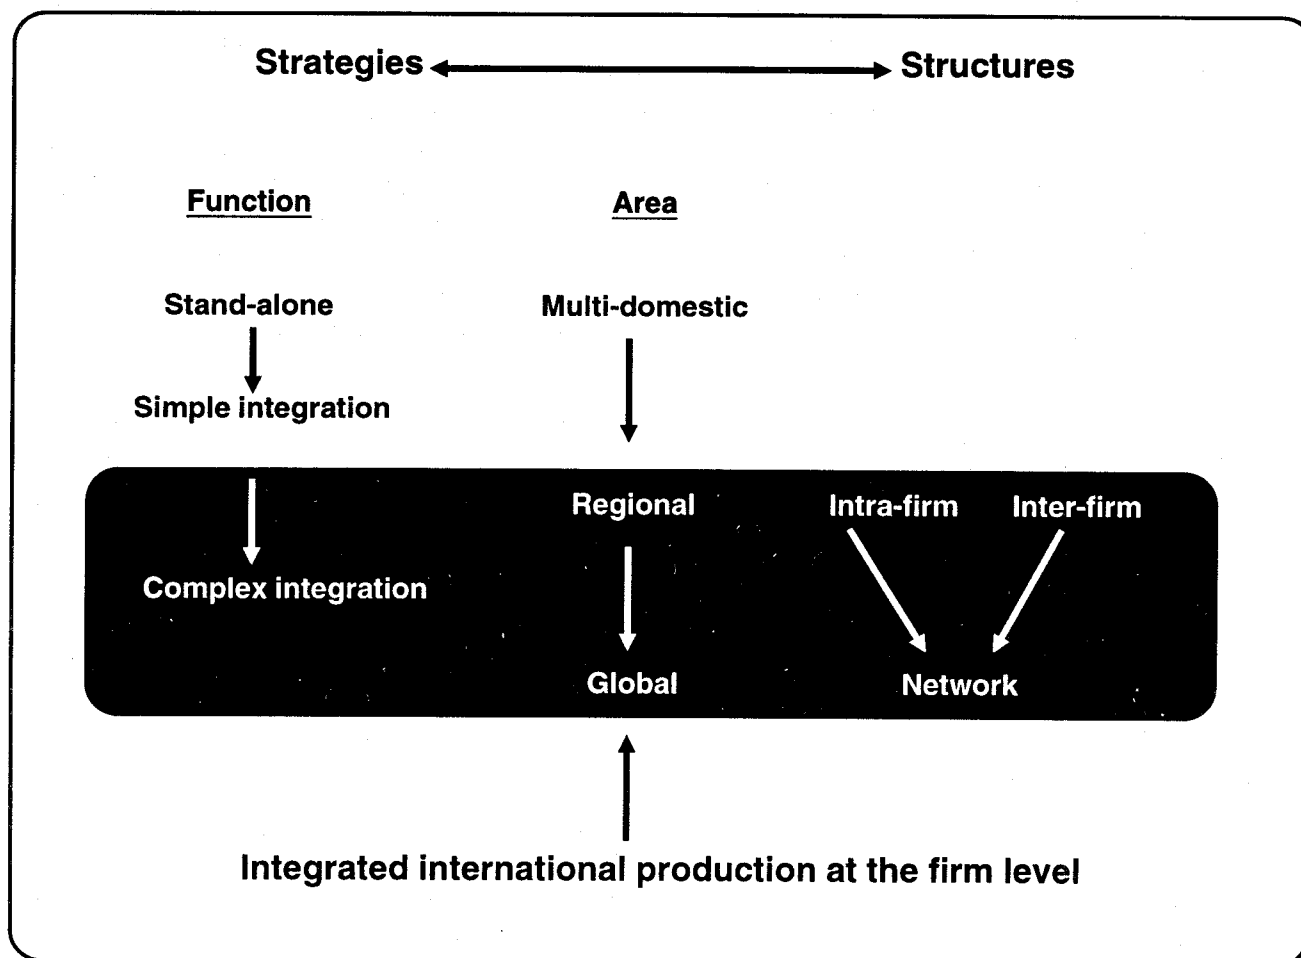 Strategies Structures
Function Area
Stand-alone Multi-domestic
Simple integration
Regional Intra-firm Inter-firm
Complex integration
Global Network
Integrated international production at the firm level